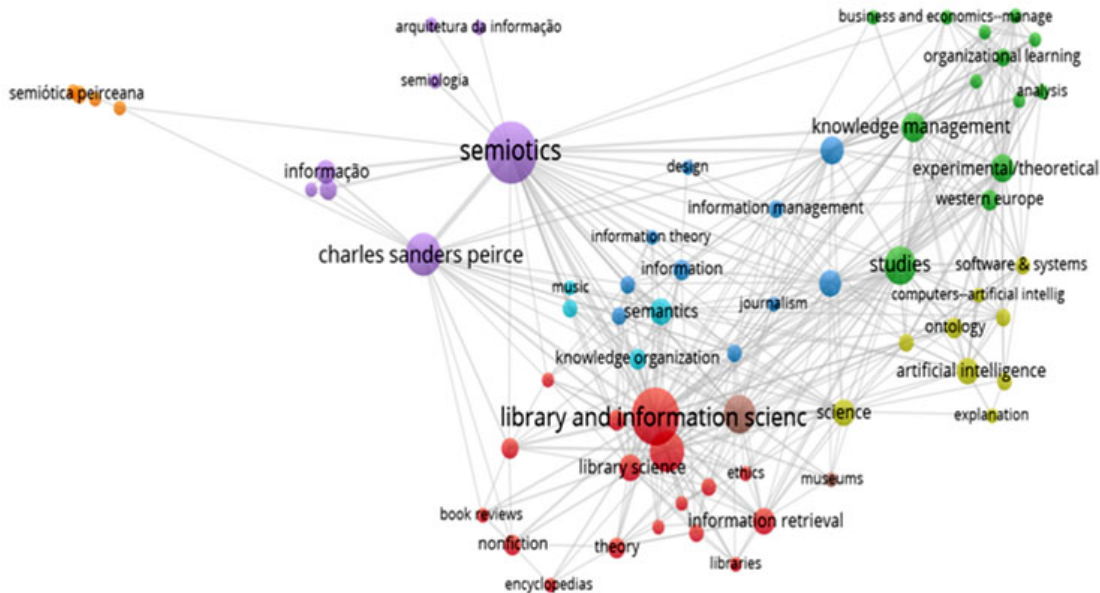 business and economics--manage
arquitetura da informação
organizational learning
semiologia
analysis
semiótica peirceana
knowledge management
semiotics
design
experimental/theoretical
informação
western europe
information management
information theory
charles sanders peirce
studies
software & systems
information
music
computers--artificial intellig
journalism
semantics
ontology
knowledge organization
artificial intelligence
library and information scienc
science
explanation
library science
ethics
museums
book reviews
information retrieval
nonfiction
theory
libraries
encyclopedias